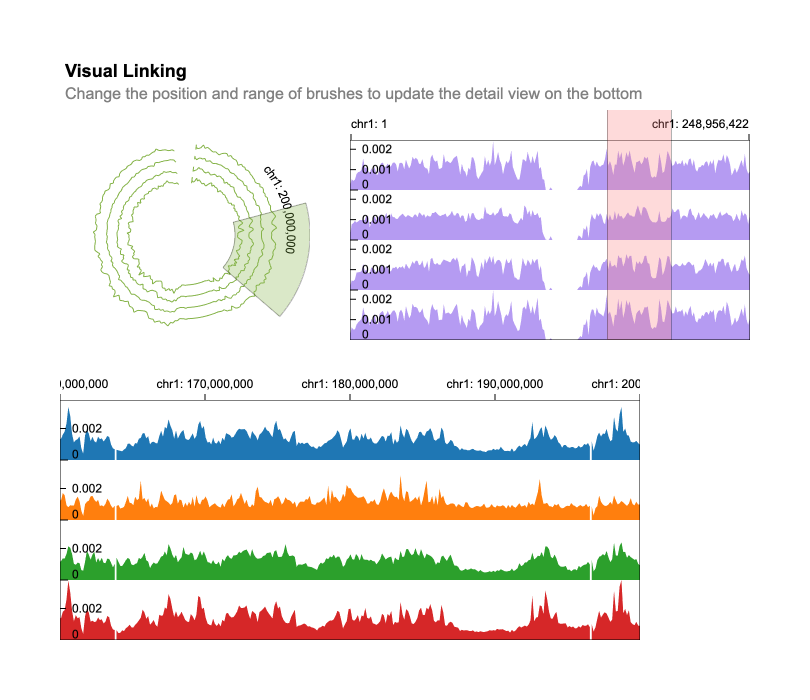 Visual Linking
Change the position and range of brushes to update the detail view on the bottom
chr1: 200,000,000
chr1: 1
chr1: 248,956,422
0.002
0.001
0
0.002
0.001
0
0.002
0.001
0
0.002
0.001
0
0,000,000
chr1: 170,000,000
chr1: 180,000,000
chr1: 190,000,000
chr1: 200
0.002
0
0.002
0
0.002
0
0.002
0